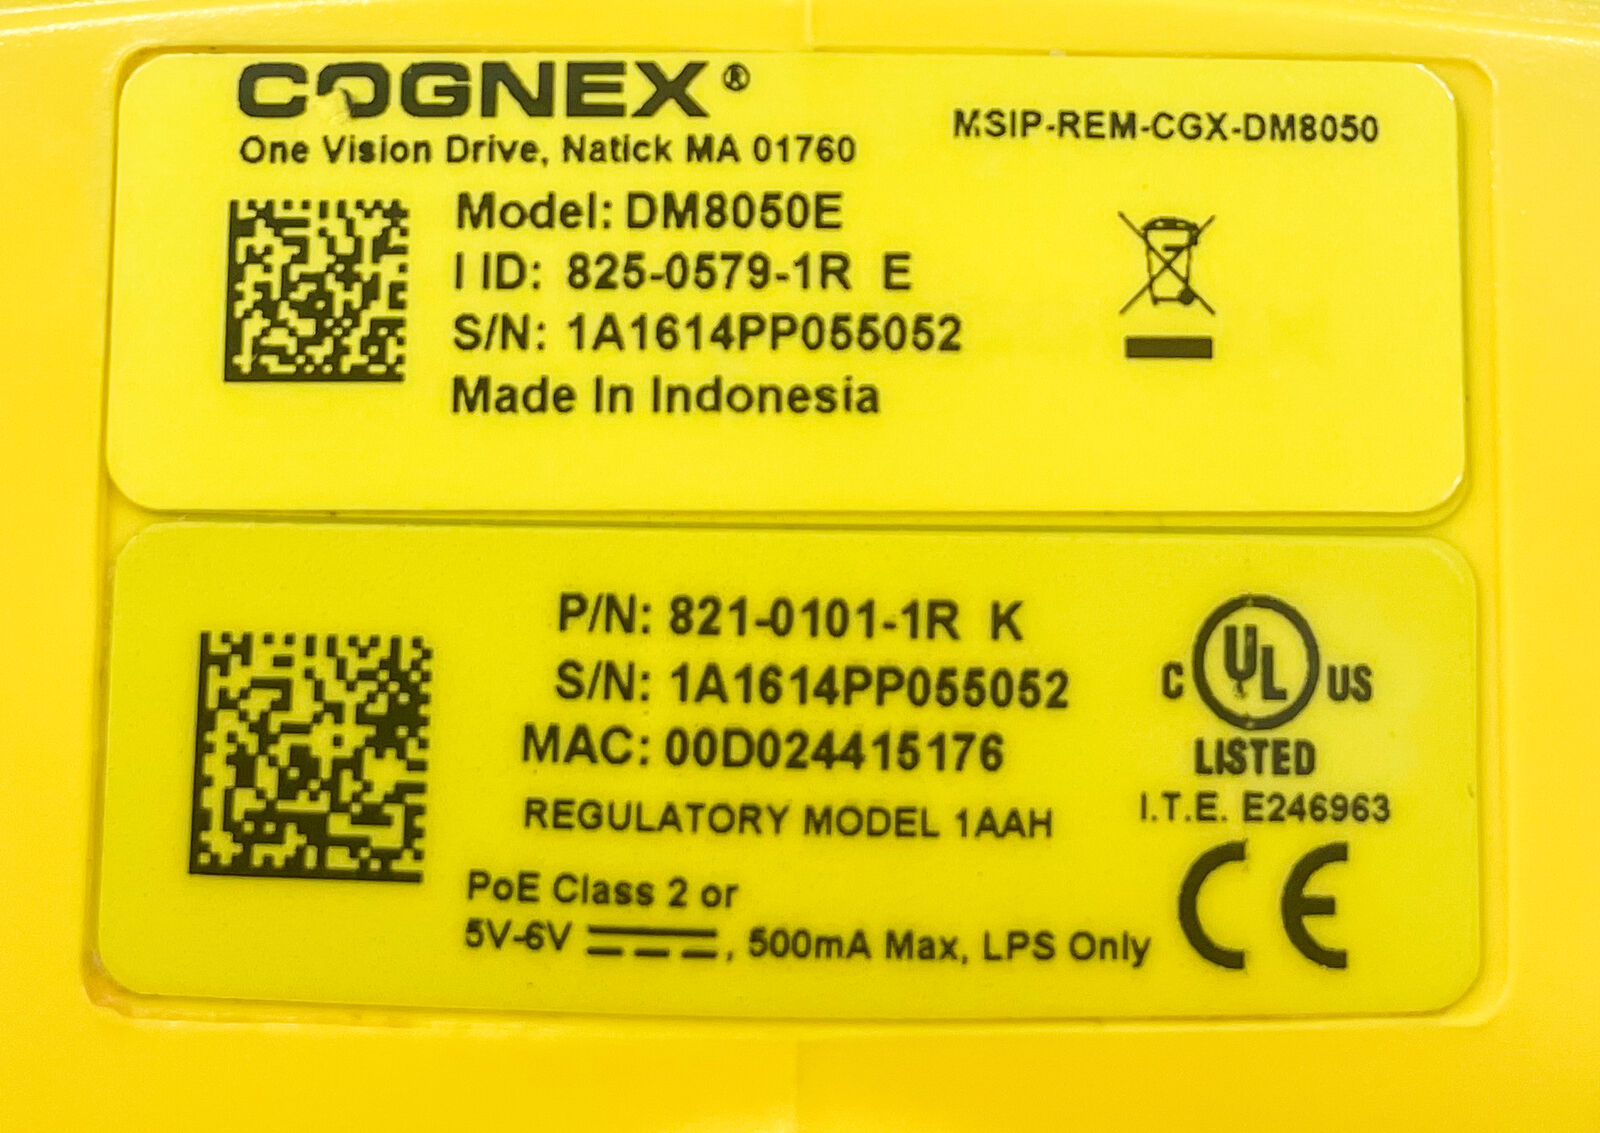 COGNEX®
One Vision Drive, Natick MA 01760
MSIP-REM-CGX-DM8050
Model: DM8050E
I ID: 825-0579-1R E
S/N: 1A1614PP055052
Made In Indonesia
P/N: 821-0101-1R K
S/N: 1A1614PP055052
MAC: 00D024415176
REGULATORY MODEL 1AAH
PoE Class 2 or
5V-6V ⎓, 500mA Max, LPS Only
C UL US
LISTED
I.T.E. E246963
CE